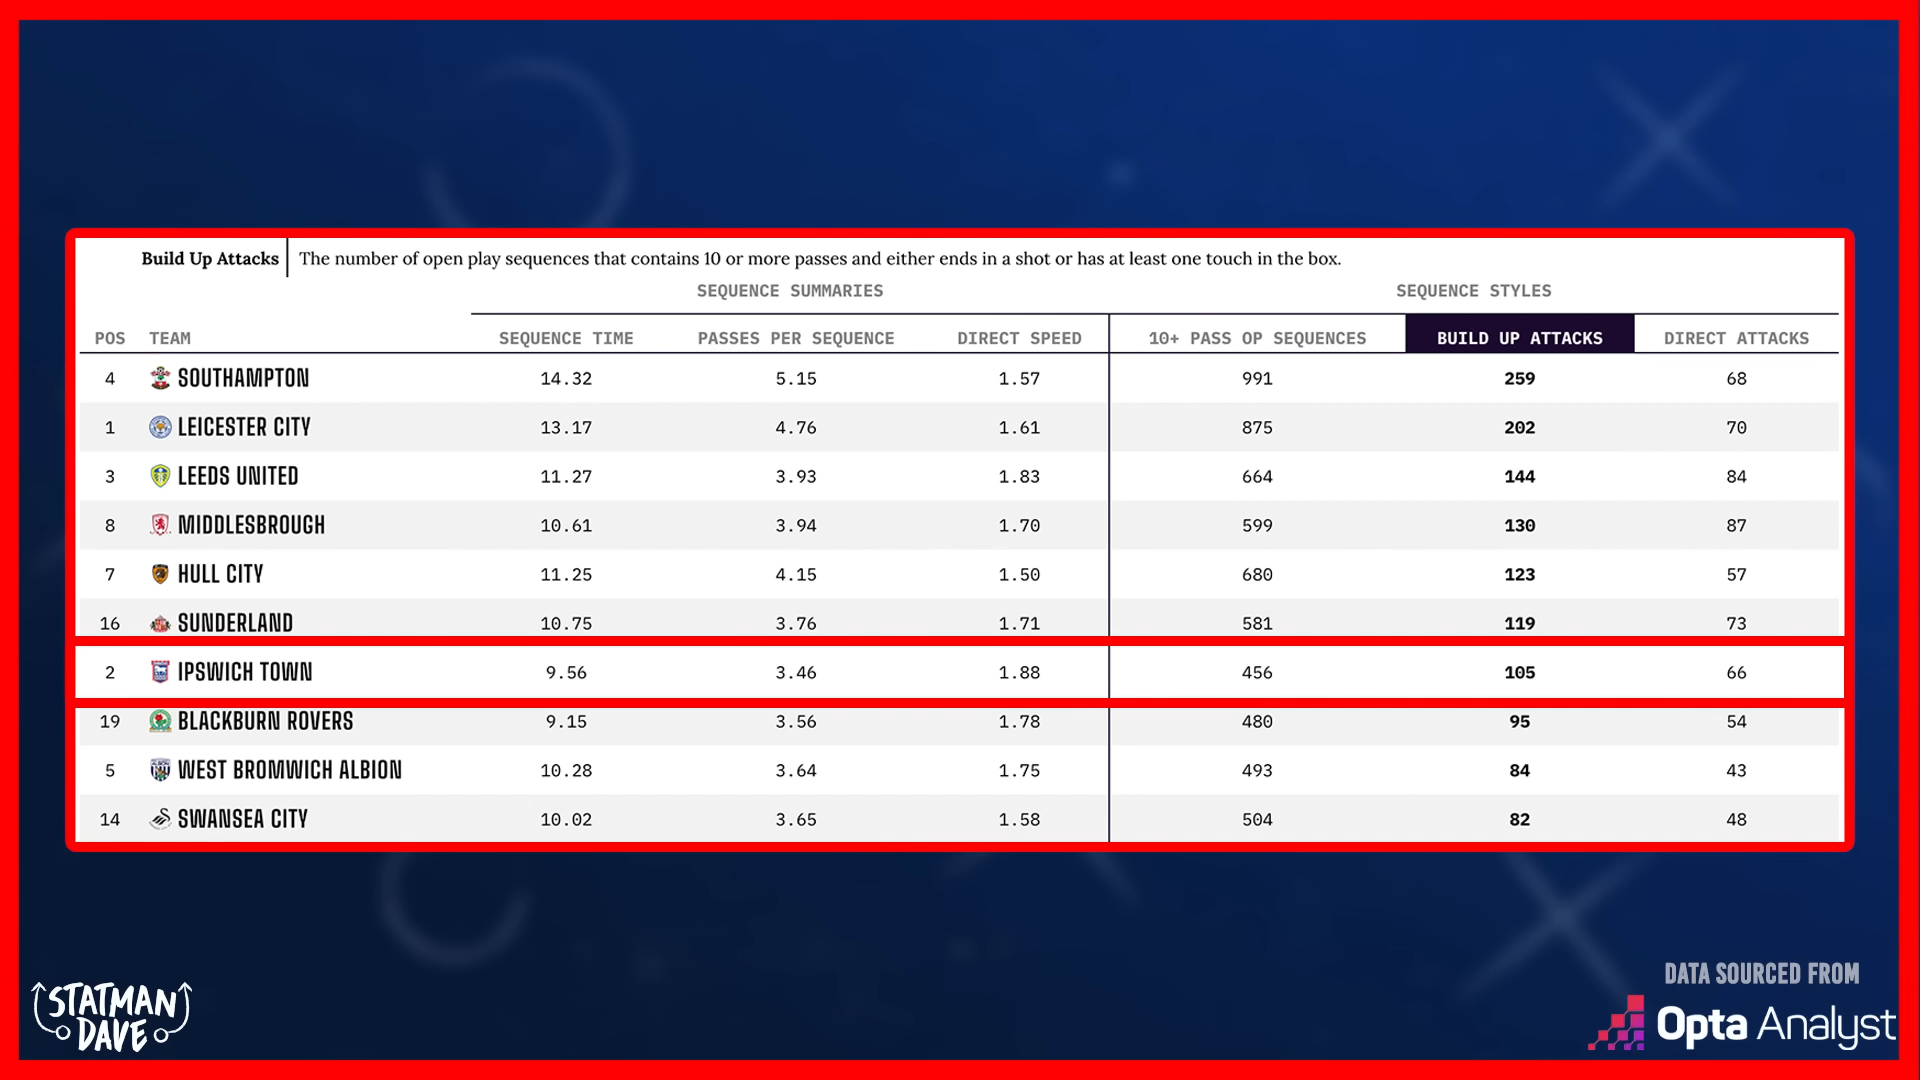 Build Up Attacks The number of open play sequences that contains 10 or more passes and either ends in a shot or has at least one touch in the box.
SEQUENCE SUMMARIES SEQUENCE STYLES
POS TEAM SEQUENCE TIME PASSES PER SEQUENCE DIRECT SPEED 10+ PASS OP SEQUENCES BUILD UP ATTACKS DIRECT ATTACKS
4 SOUTHAMPTON 14.32 5.15 1.57 991 259 68
1 LEICESTER CITY 13.17 4.76 1.61 875 202 70
3 LEEDS UNITED 11.27 3.93 1.83 664 144 84
8 MIDDLESBROUGH 10.61 3.94 1.70 599 130 87
7 HULL CITY 11.25 4.15 1.50 680 123 57
16 SUNDERLAND 10.75 3.76 1.71 581 119 73
2 IPSWICH TOWN 9.56 3.46 1.88 456 105 66
19 BLACKBURN ROVERS 9.15 3.56 1.78 480 95 54
5 WEST BROMWICH ALBION 10.28 3.64 1.75 493 84 43
14 SWANSEA CITY 10.02 3.65 1.58 504 82 48
STATMAN
DAVE
DATA SOURCED FROM
Opta Analyst